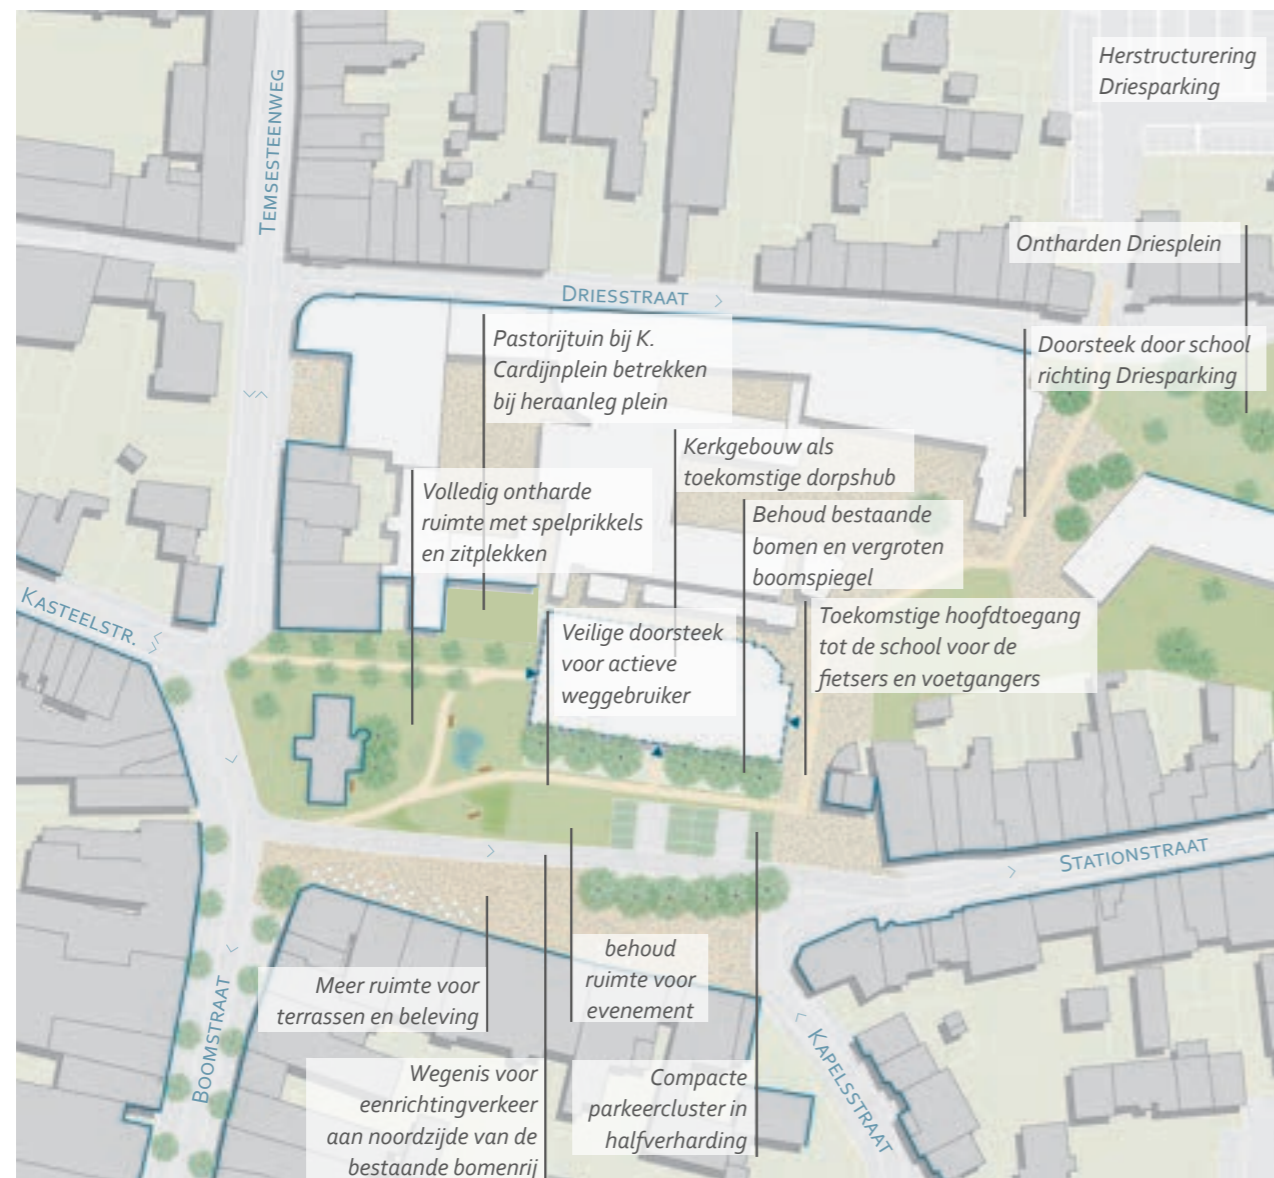 Herstructurering
Driesparking
TEMSESTEENWEG
Ontharden Driesplein
DRIESSTRAAT
Pastorijtuin bij K.
Cardijnplein betrekken
bij heraanleg plein
Doorsteek door school
richting Driesparking
Kerkgebouw als
toekomstige dorpshub
Volledig ontharde
ruimte met spelprikkels
en zitplekken
Behoud bestaande
bomen en vergroten
boomspiegel
KASTEELSTR.
Veilige doorsteek
voor actieve
weggebruiker
Toekomstige hoofdtoegang
tot de school voor de
fietsers en voetgangers
STATIONSTRAAT
behoud
ruimte voor
evenement
Meer ruimte voor
terrassen en beleving
BOOMSTRAAT
KAPELSSTRAAT
Wegenis voor
eenrichtingverkeer
aan noordzijde van de
bestaande bomenrij
Compacte
parkeercluster in
halfverharding